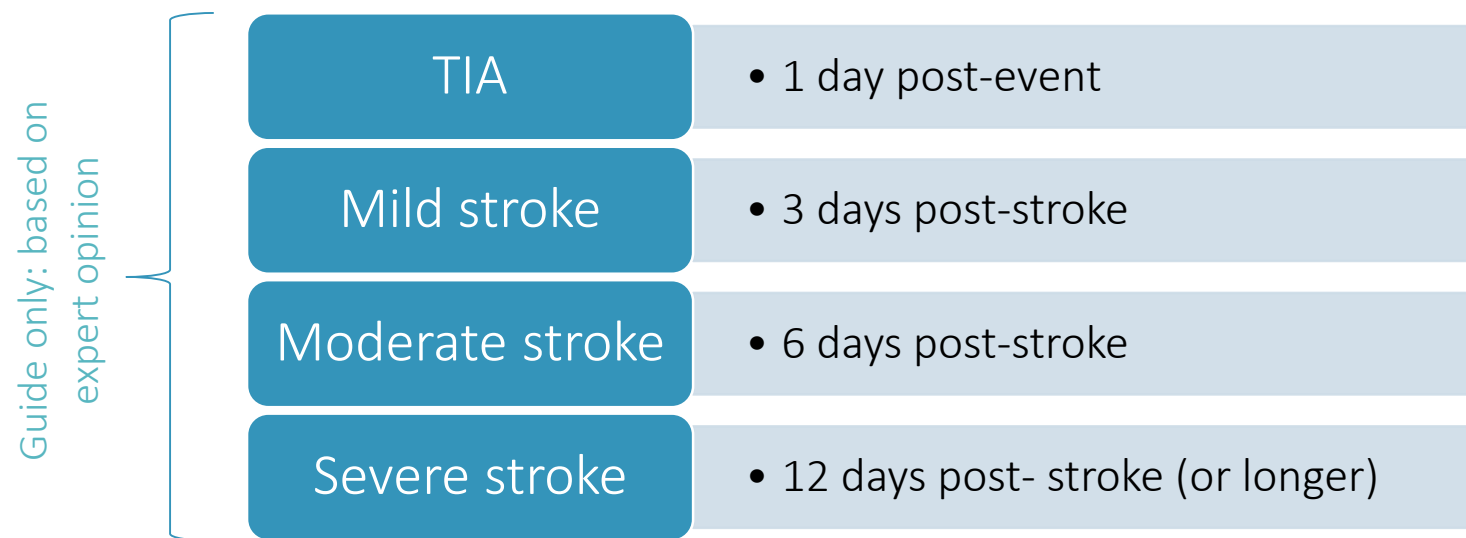 Guide only: based on
expert opinion
TIA
• 1 day post-event
Mild stroke
• 3 days post-stroke
Moderate stroke
• 6 days post-stroke
Severe stroke
• 12 days post- stroke (or longer)